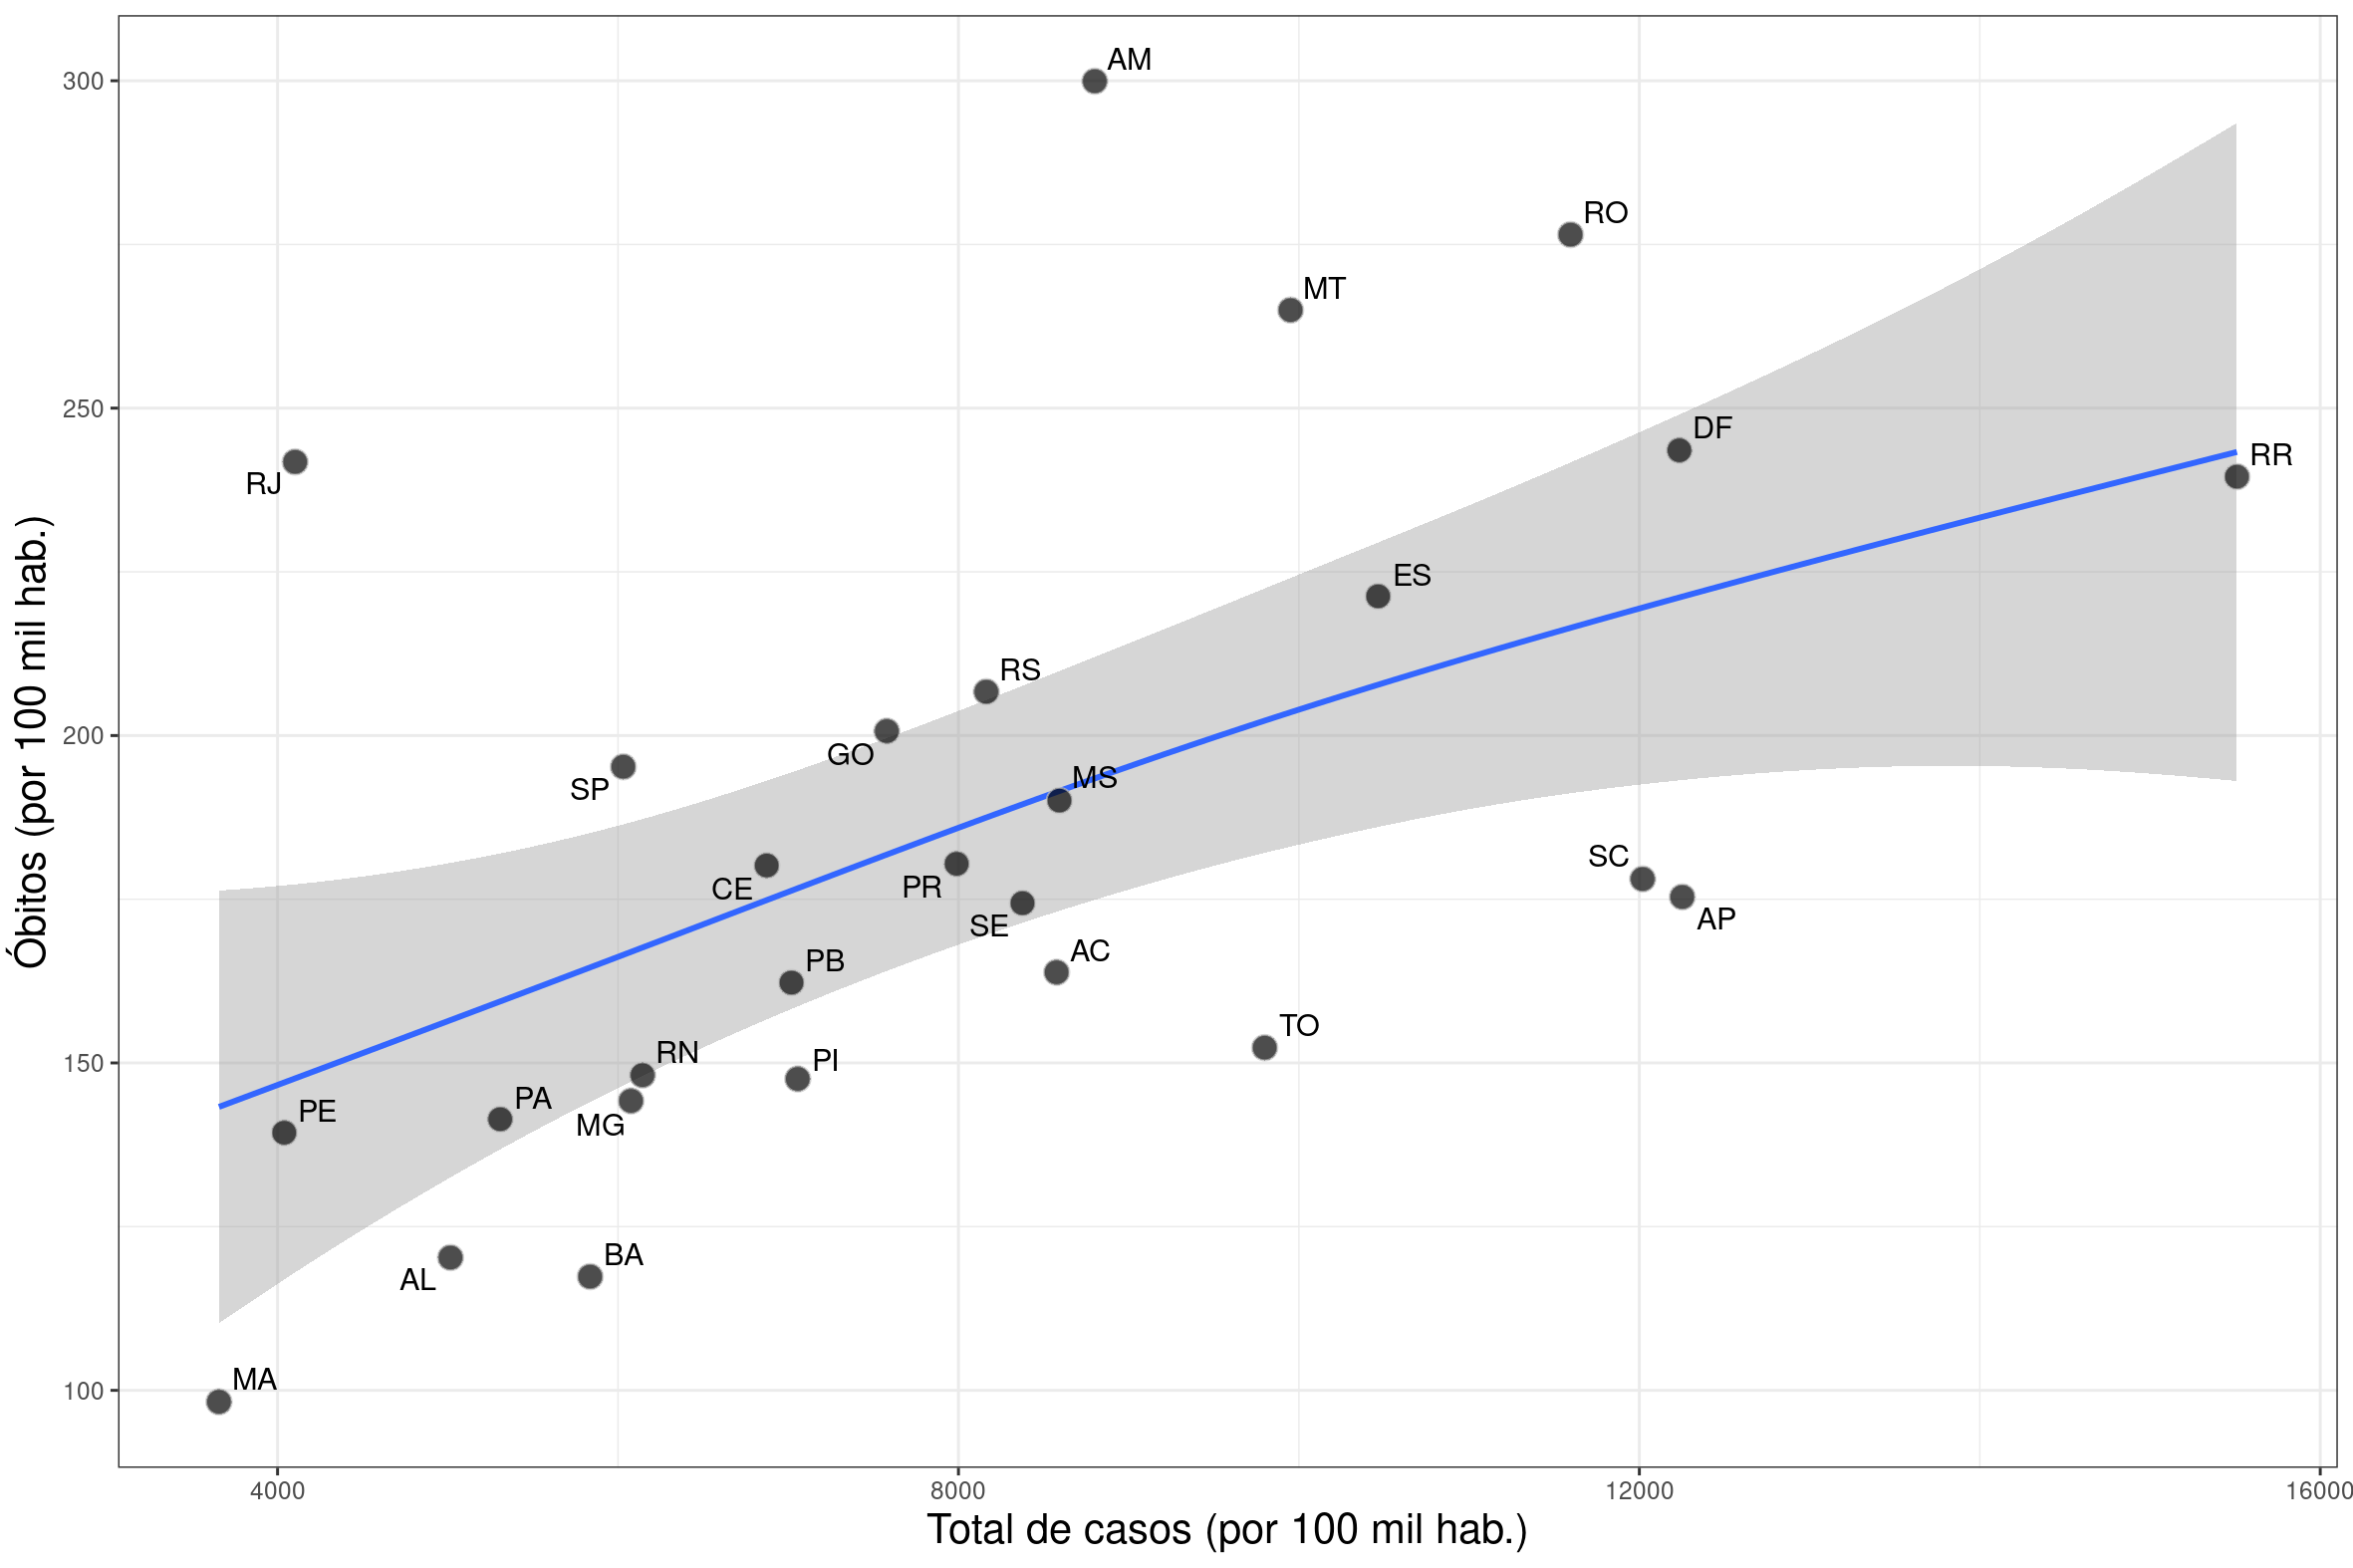 Óbitos (por 100 mil hab.)
300
250
200
150
100
AM
RO
MT
DF
RR
RJ
ES
RS
GO
MS
SP
CE
PR
SE
SC
AP
AC
PB
TO
RN
PI
PA
MG
PE
BA
AL
MA
4000
8000
12000
16000
Total de casos (por 100 mil hab.)